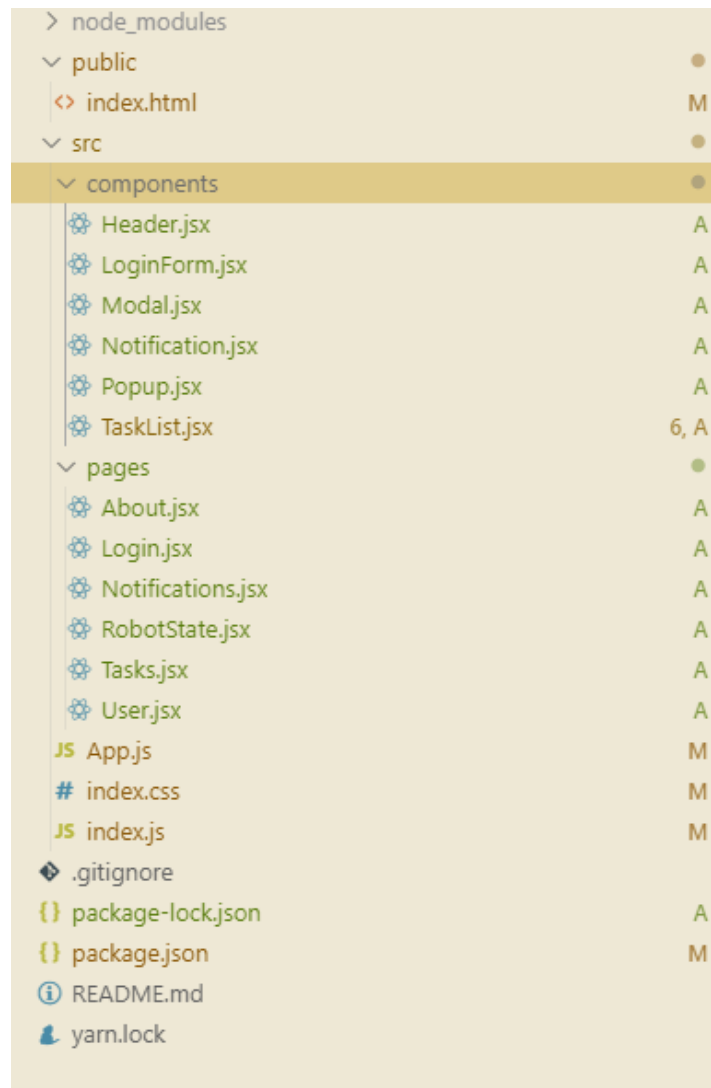 node_modules
public
index.html M
src
components
Header.jsx A
LoginForm.jsx A
Modal.jsx A
Notification.jsx A
Popup.jsx A
TaskList.jsx 6, A
pages
About.jsx A
Login.jsx A
Notifications.jsx A
RobotState.jsx A
Tasks.jsx A
User.jsx A
JS App.js M
# index.css M
JS index.js M
.gitignore
{} package-lock.json A
{} package.json M
README.md
yarn.lock